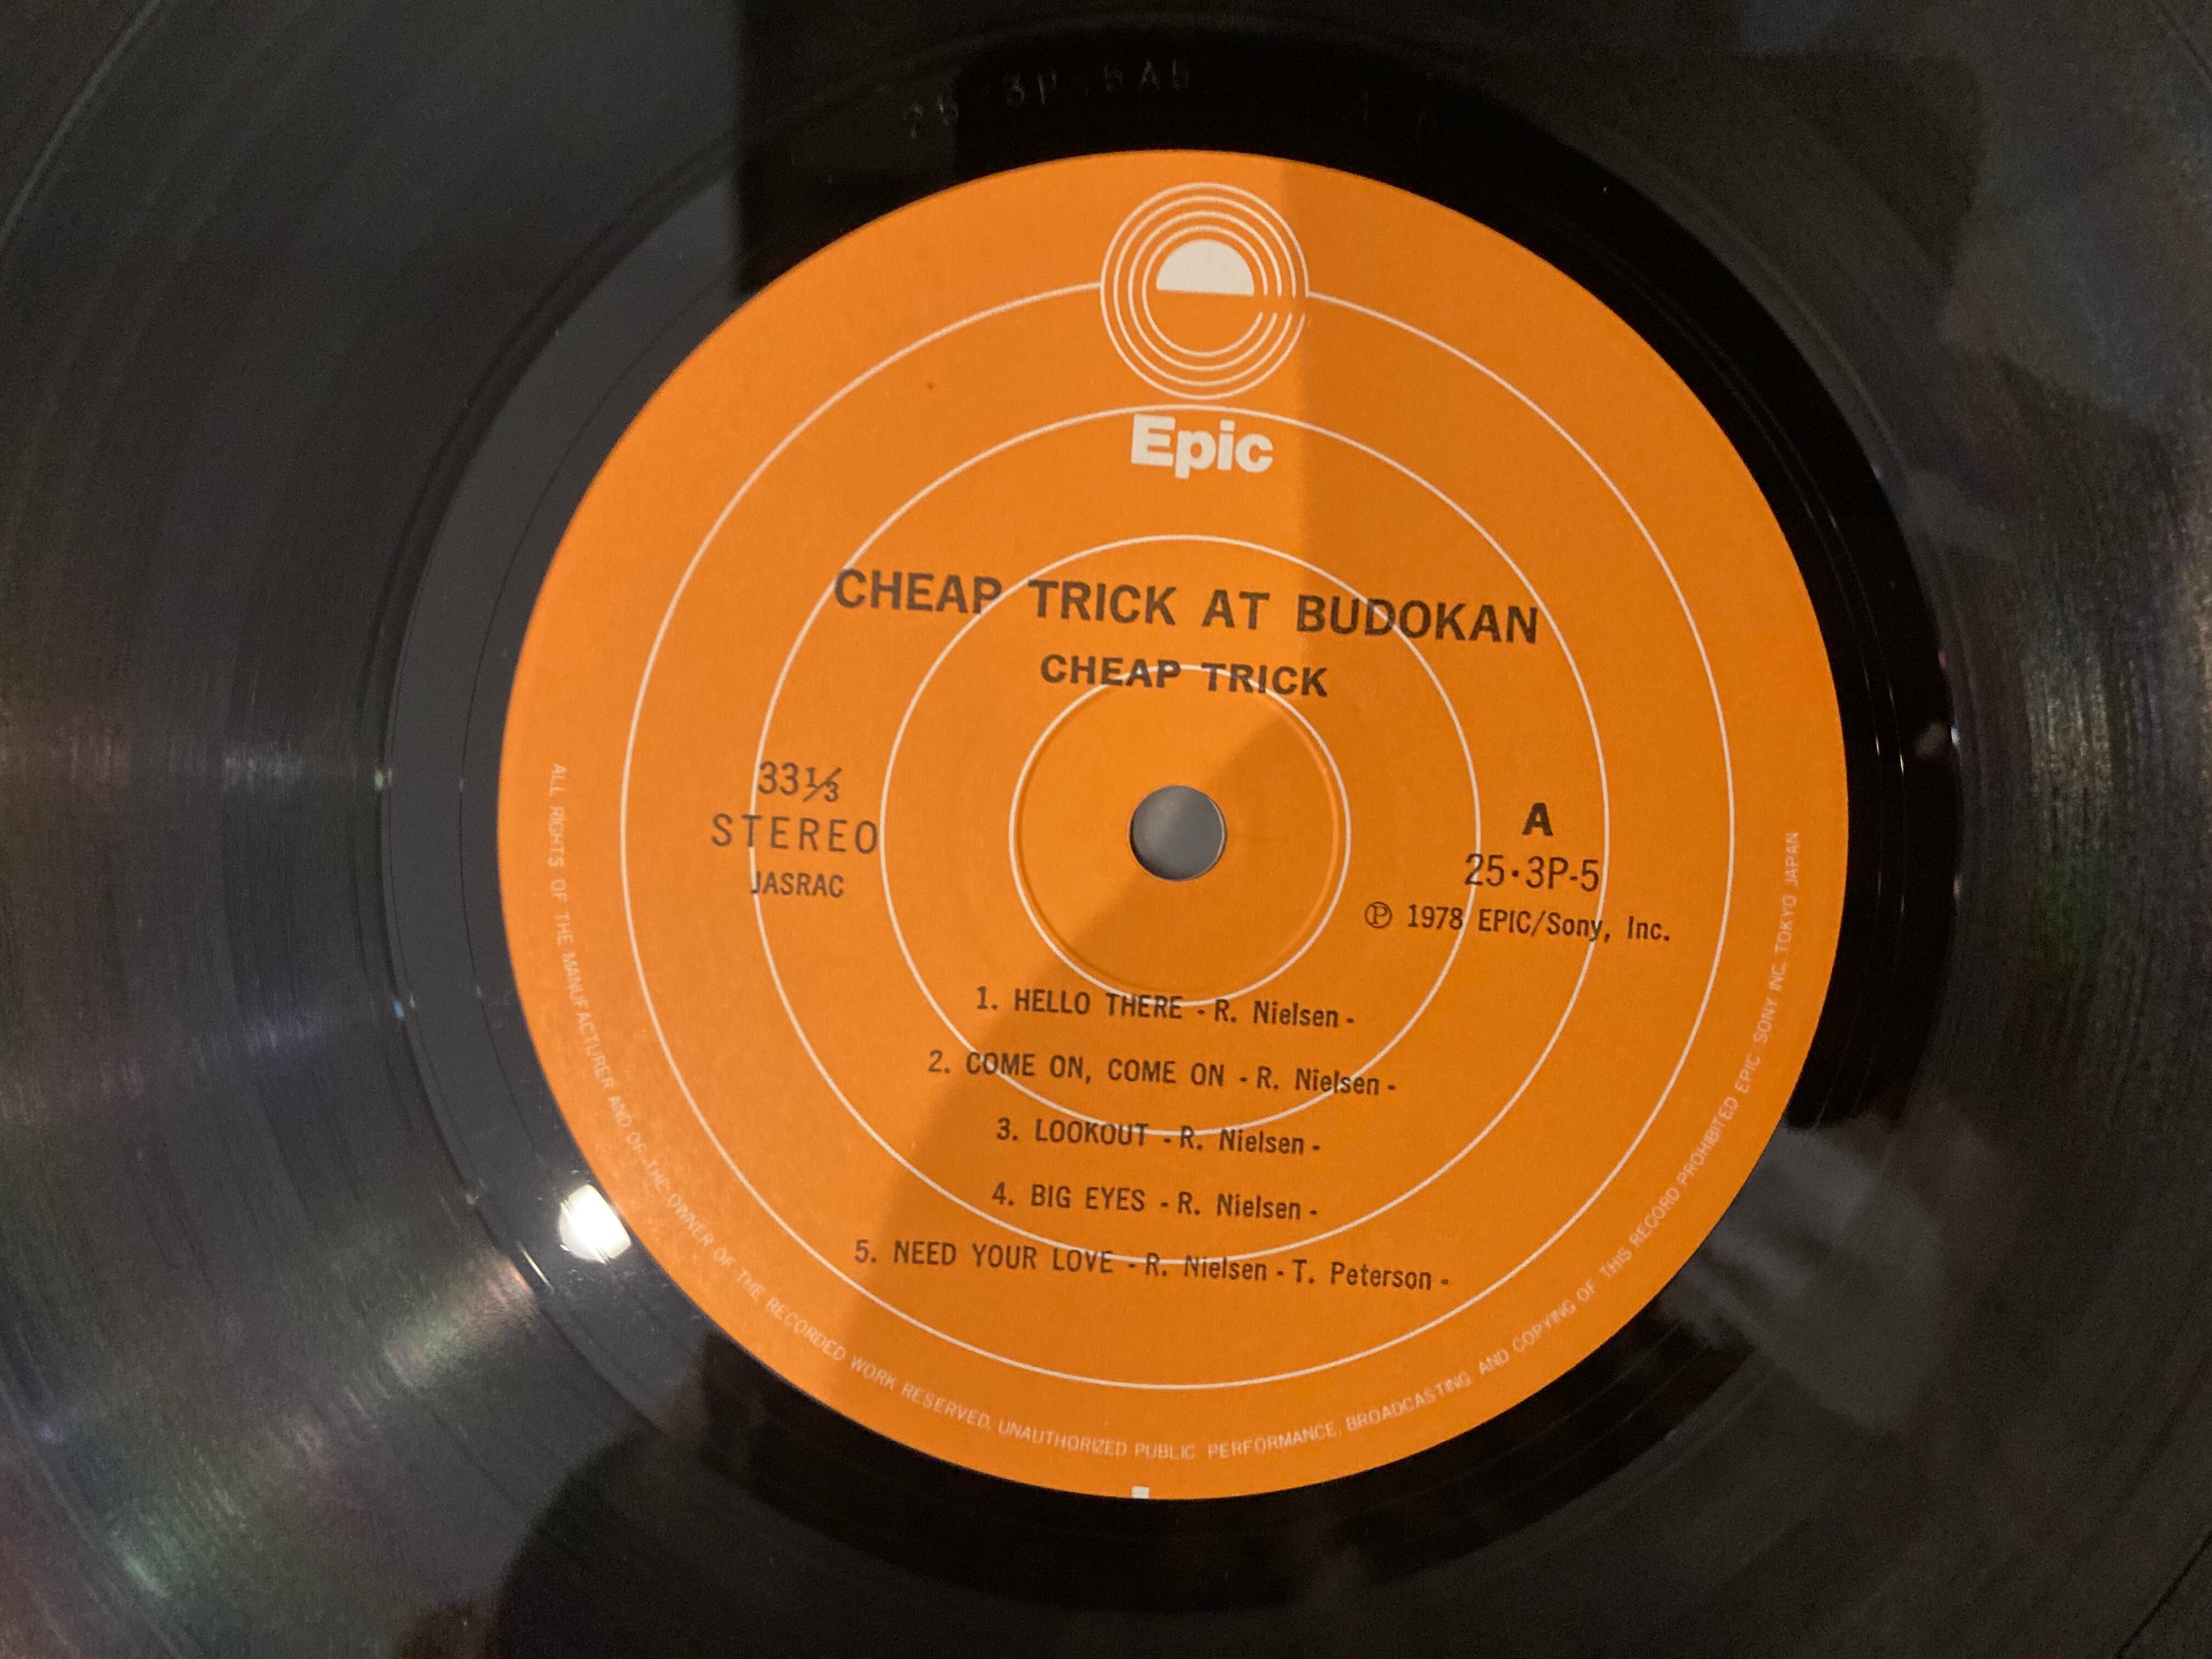 Epic
CHEAP TRICK AT BUDOKAN
CHEAP TRICK
33⅓
STEREO
JASRAC
A
25・3P-5
Ⓟ 1978 EPIC/Sony, Inc.
1. HELLO THERE - R. Nielsen -
2. COME ON, COME ON - R. Nielsen -
3. LOOKOUT - R. Nielsen -
4. BIG EYES - R. Nielsen -
5. NEED YOUR LOVE - R. Nielsen - T. Peterson -
ALL RIGHTS OF THE MANUFACTURER AND OF THE OWNER OF THE RECORDED WORK RESERVED, UNAUTHORIZED PUBLIC PERFORMANCE, BROADCASTING AND COPYING OF THIS RECORD PROHIBITED EPIC SONY INC. TOKYO JAPAN